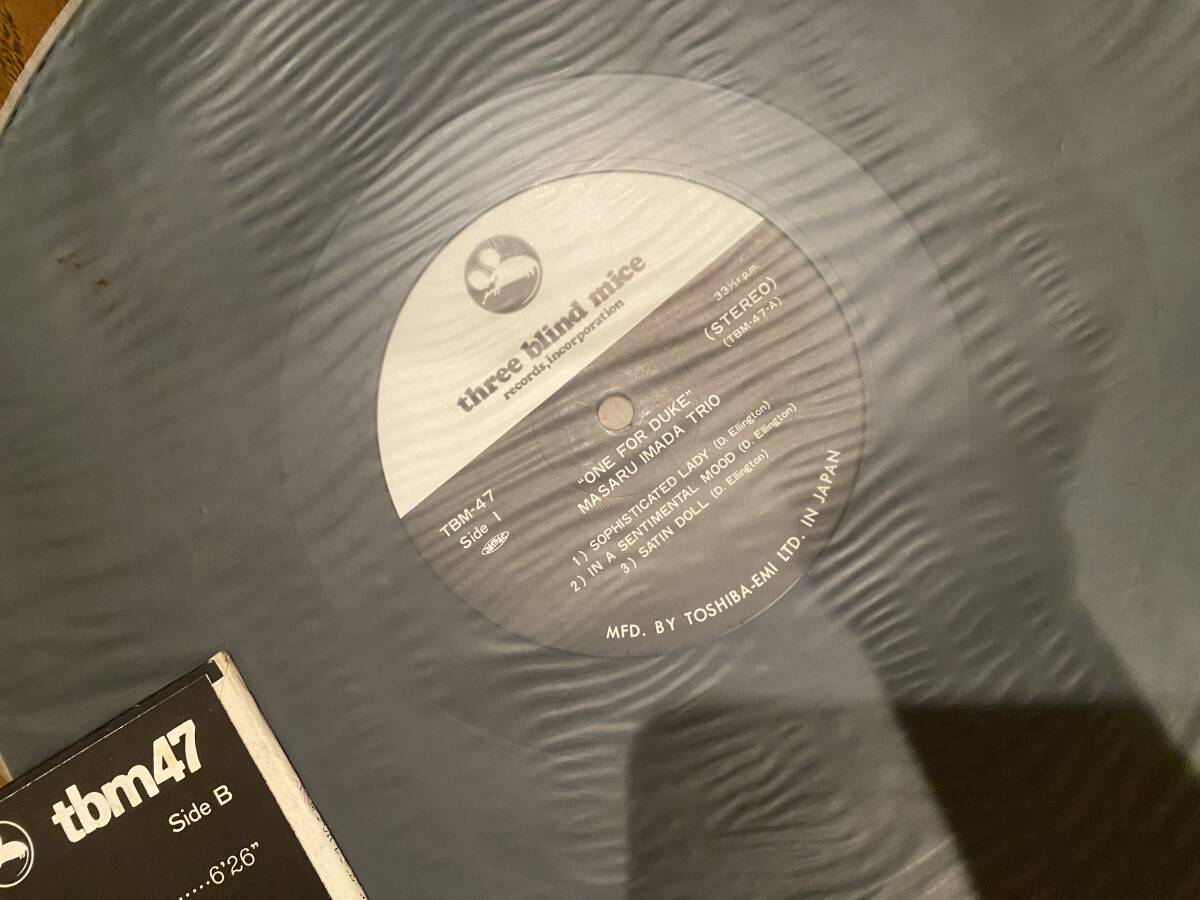 three blind mice
records, incorporation
33⅓ r.p.m.
(STEREO)
(TBM-47-A)
"ONE FOR DUKE"
MASARU IMADA TRIO
TBM-47
Side 1
1) SOPHISTICATED LADY (D. Ellington)
2) IN A SENTIMENTAL MOOD (D. Ellington)
3) SATIN DOLL (D. Ellington)
MFD. BY TOSHIBA-EMI LTD. IN JAPAN
tbm47
Side B
......6'26"